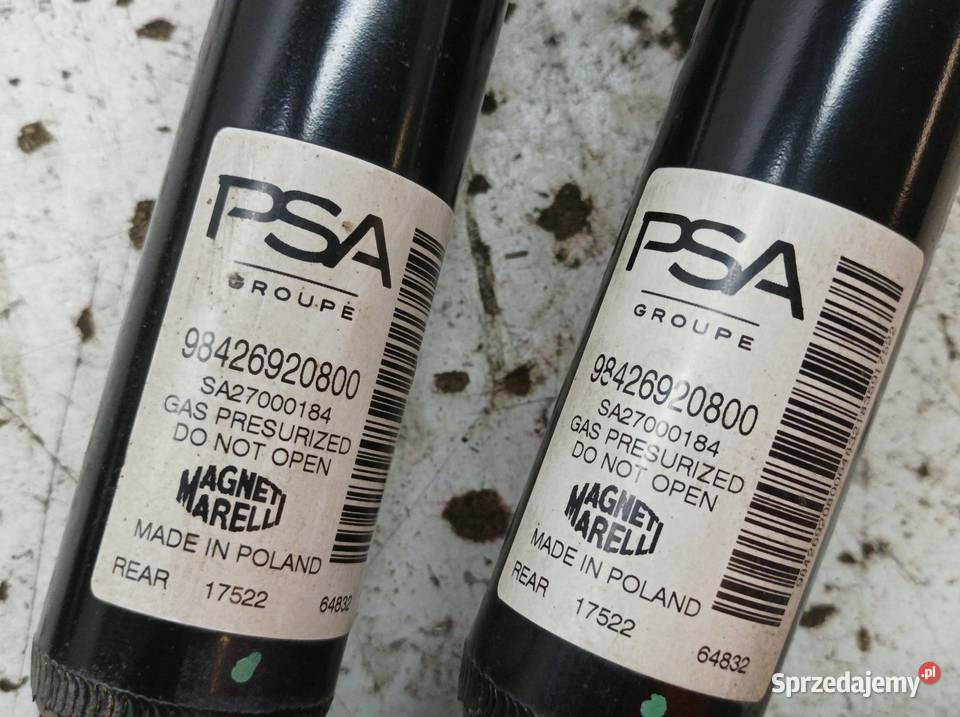 PSA
GROUPE
98426920800
SA27000184
GAS PRESURIZED
DO NOT OPEN
MAGNETI
MARELLI
MADE IN POLAND
REAR 17522 64832
PSA
GROUPE
98426920800
SA27000184
GAS PRESURIZED
DO NOT OPEN
MAGNETI
MARELLI
MADE IN POLAND
REAR 17522 64832
Sprzedajemy.pl